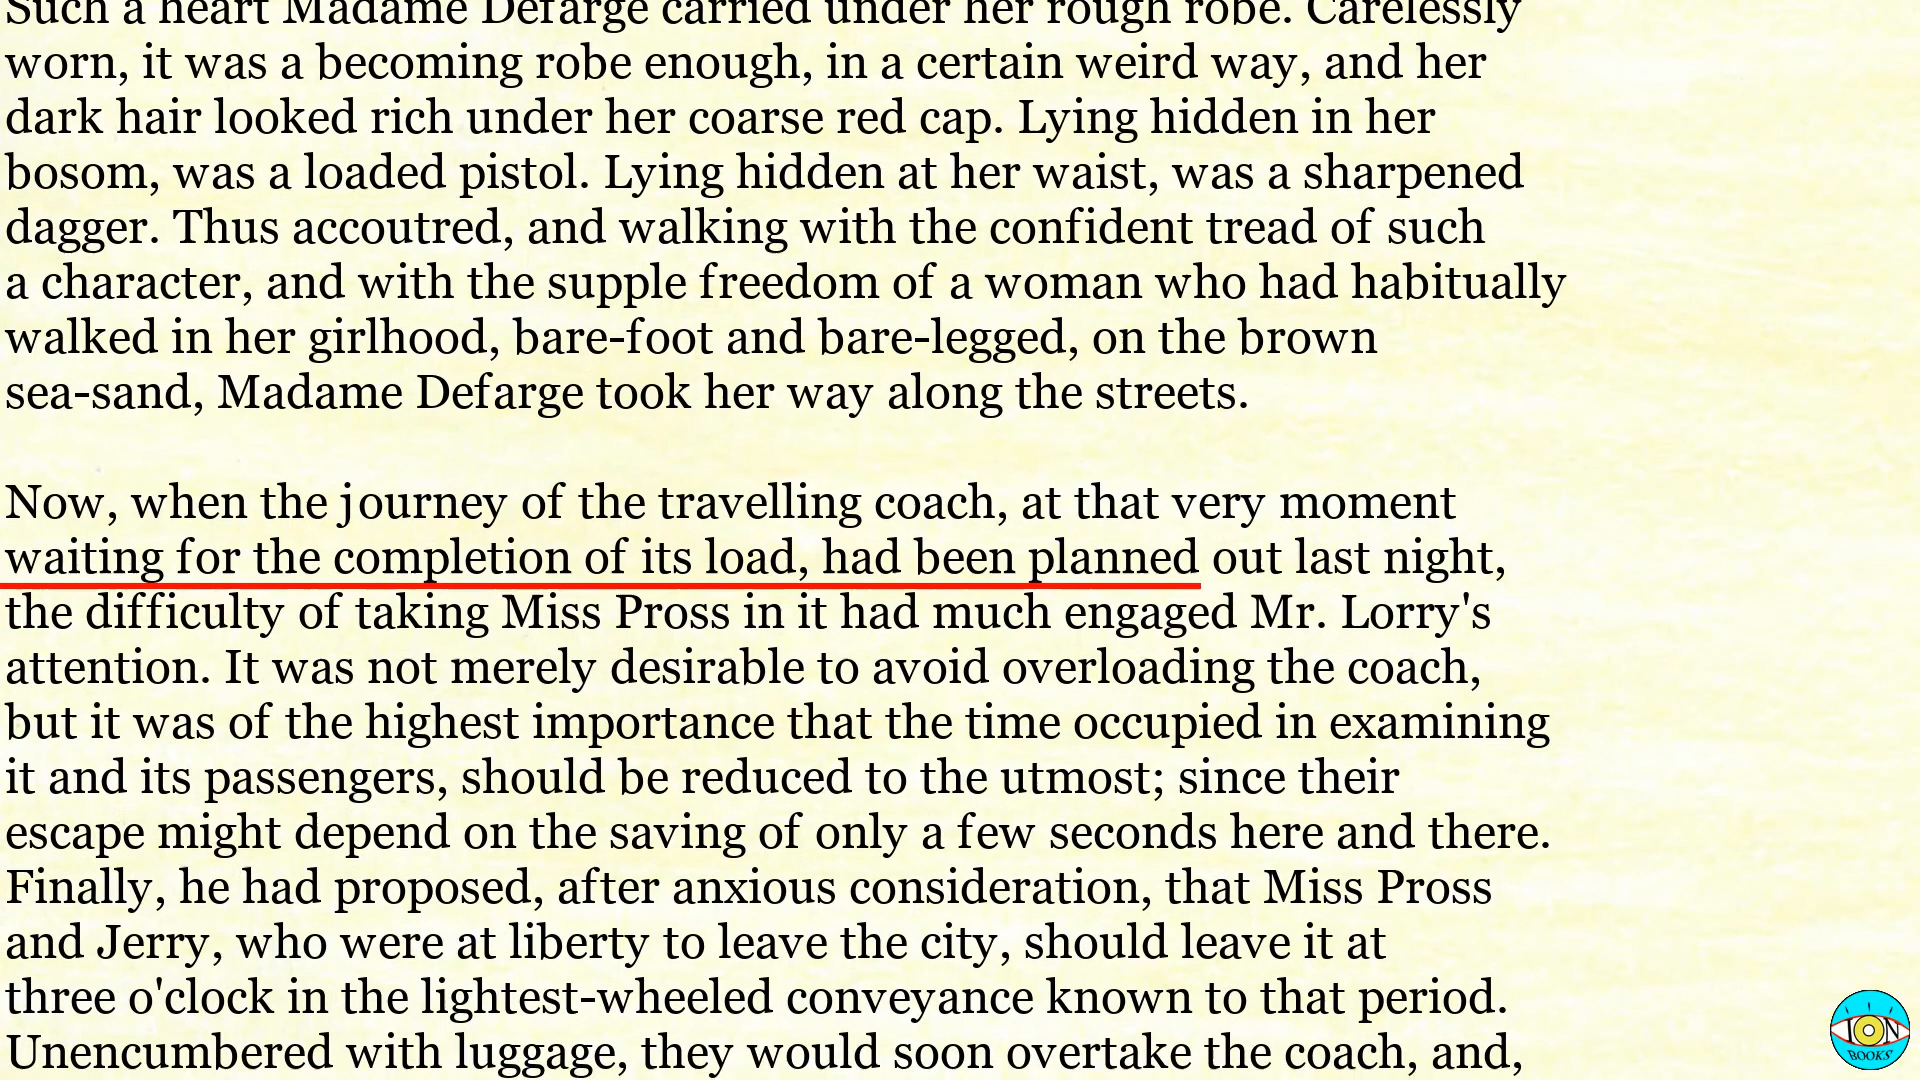 Such a heart Madame Defarge carried under her rough robe. Carelessly
worn, it was a becoming robe enough, in a certain weird way, and her
dark hair looked rich under her coarse red cap. Lying hidden in her
bosom, was a loaded pistol. Lying hidden at her waist, was a sharpened
dagger. Thus accoutred, and walking with the confident tread of such
a character, and with the supple freedom of a woman who had habitually
walked in her girlhood, bare-foot and bare-legged, on the brown
sea-sand, Madame Defarge took her way along the streets.
Now, when the journey of the travelling coach, at that very moment
waiting for the completion of its load, had been planned out last night,
the difficulty of taking Miss Pross in it had much engaged Mr. Lorry's
attention. It was not merely desirable to avoid overloading the coach,
but it was of the highest importance that the time occupied in examining
it and its passengers, should be reduced to the utmost; since their
escape might depend on the saving of only a few seconds here and there.
Finally, he had proposed, after anxious consideration, that Miss Pross
and Jerry, who were at liberty to leave the city, should leave it at
three o'clock in the lightest-wheeled conveyance known to that period.
Unencumbered with luggage, they would soon overtake the coach, and,
ION
BOOKS